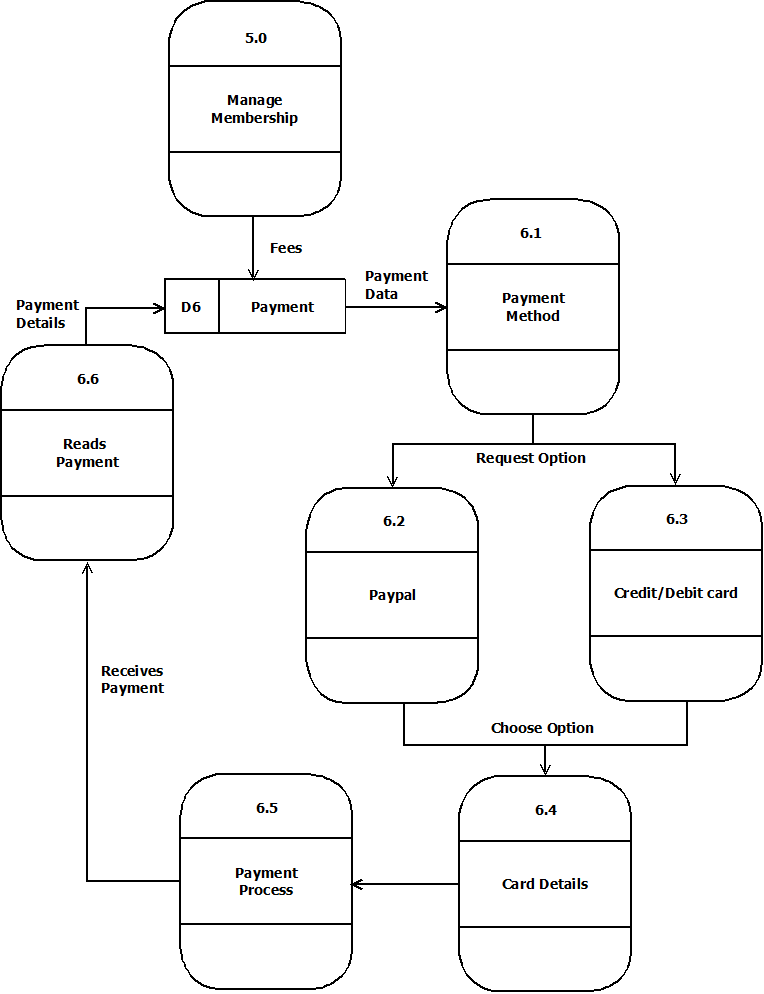 5.0
Manage
Membership
Fees
6.1
Payment
Method
Payment
Data
D6
Payment
Payment
Details
6.6
Reads
Payment
Request Option
6.2
Paypal
6.3
Credit/Debit card
Receives
Payment
Choose Option
6.5
Payment
Process
6.4
Card Details